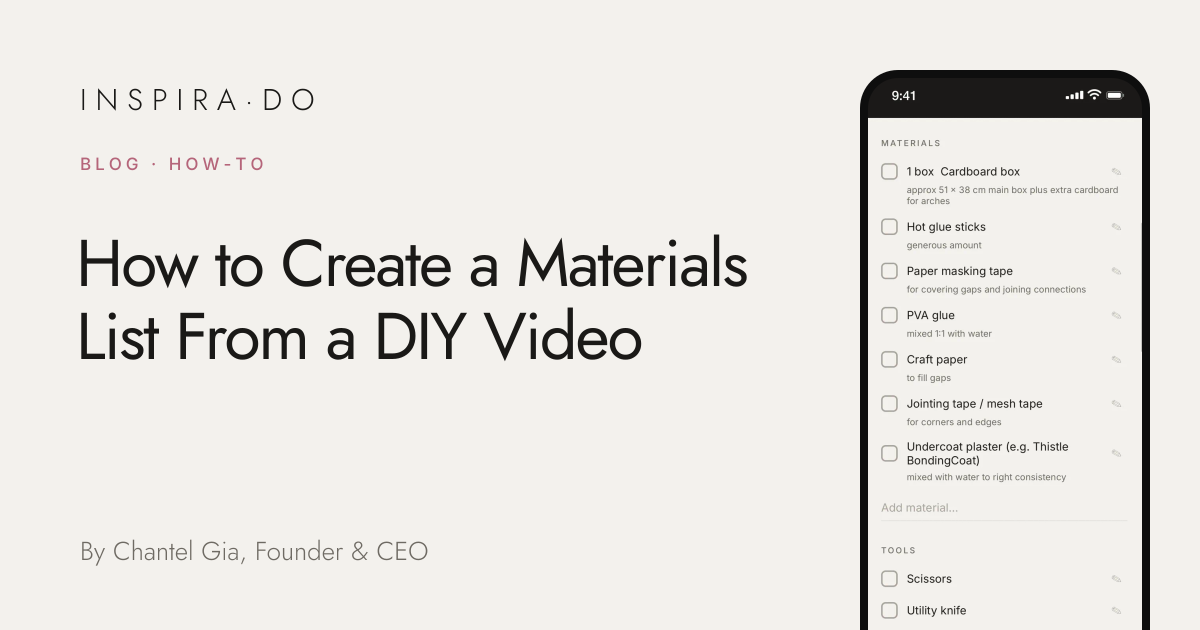 INSPIRA·DO
BLOG · HOW-TO
How to Create a Materials
List From a DIY Video
By Chantel Gia, Founder & CEO
9:41
MATERIALS
1 box Cardboard box
approx 51 × 38 cm main box plus extra cardboard
for arches
Hot glue sticks
generous amount
Paper masking tape
for covering gaps and joining connections
PVA glue
mixed 1:1 with water
Craft paper
to fill gaps
Jointing tape / mesh tape
for corners and edges
Undercoat plaster (e.g. Thistle
BondingCoat)
mixed with water to right consistency
Add material...
TOOLS
Scissors
Utility knife